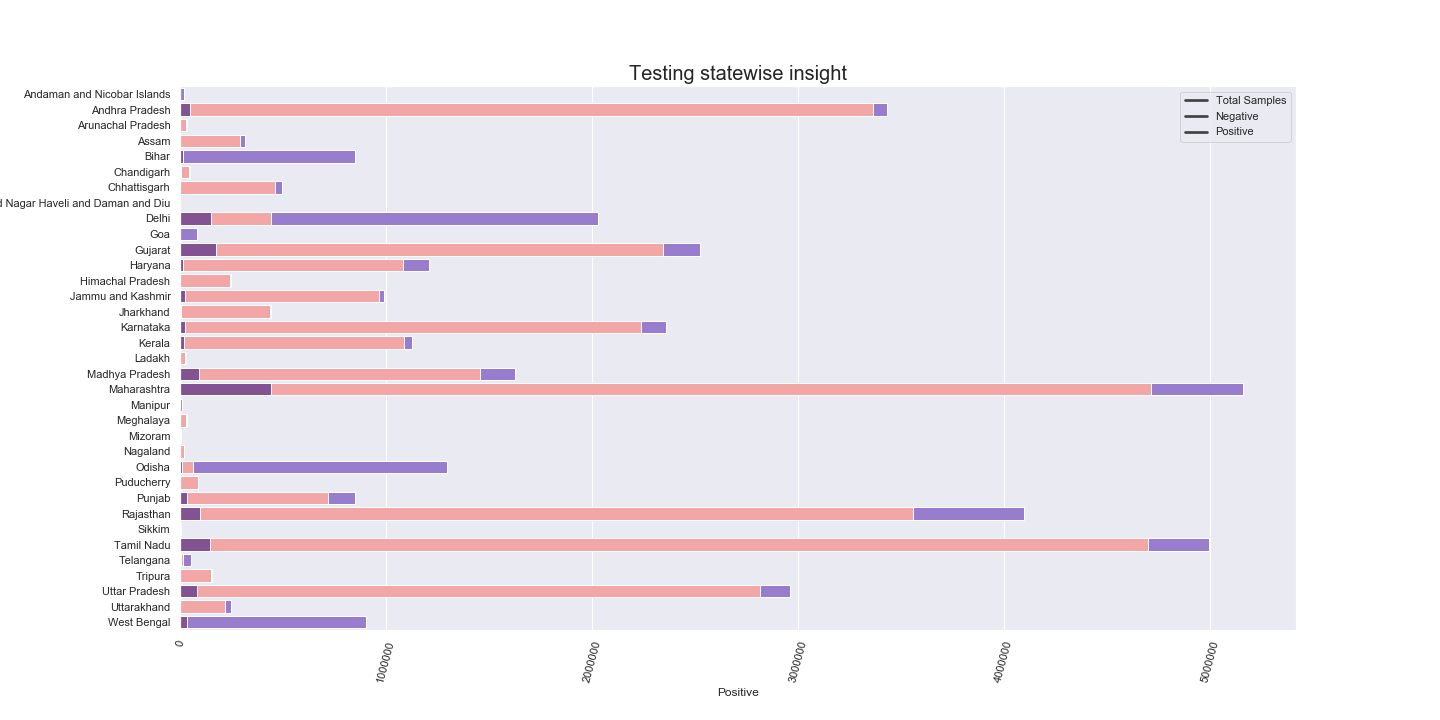 Testing statewise insight
Total Samples
Negative
Positive
Andaman and Nicobar Islands
Andhra Pradesh
Arunachal Pradesh
Assam
Bihar
Chandigarh
Chhattisgarh
Nagar Haveli and Daman and Diu
Delhi
Goa
Gujarat
Haryana
Himachal Pradesh
Jammu and Kashmir
Jharkhand
Karnataka
Kerala
Ladakh
Madhya Pradesh
Maharashtra
Manipur
Meghalaya
Mizoram
Nagaland
Odisha
Puducherry
Punjab
Rajasthan
Sikkim
Tamil Nadu
Telangana
Tripura
Uttar Pradesh
Uttarakhand
West Bengal
0
1000000
2000000
3000000
4000000
5000000
Positive